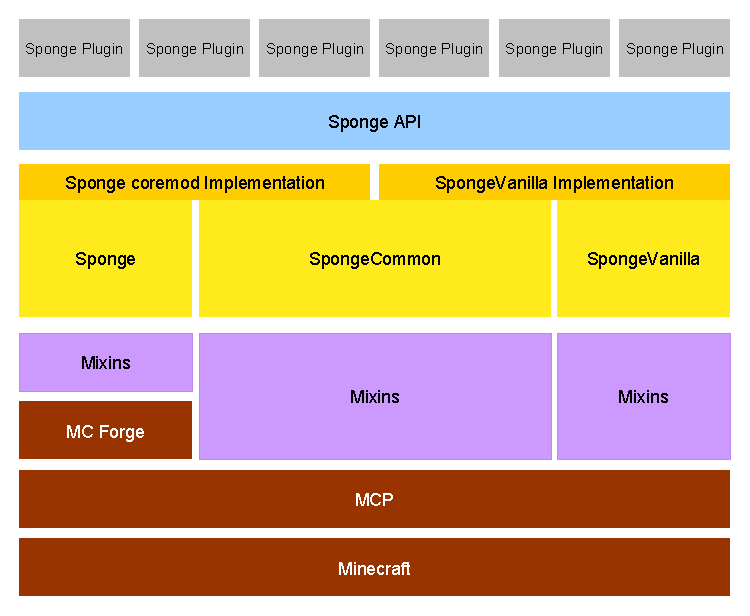 Sponge Plugin
Sponge Plugin
Sponge Plugin
Sponge Plugin
Sponge Plugin
Sponge Plugin
Sponge API
Sponge coremod Implementation
SpongeVanilla Implementation
Sponge
SpongeCommon
SpongeVanilla
Mixins
Mixins
Mixins
MC Forge
MCP
Minecraft